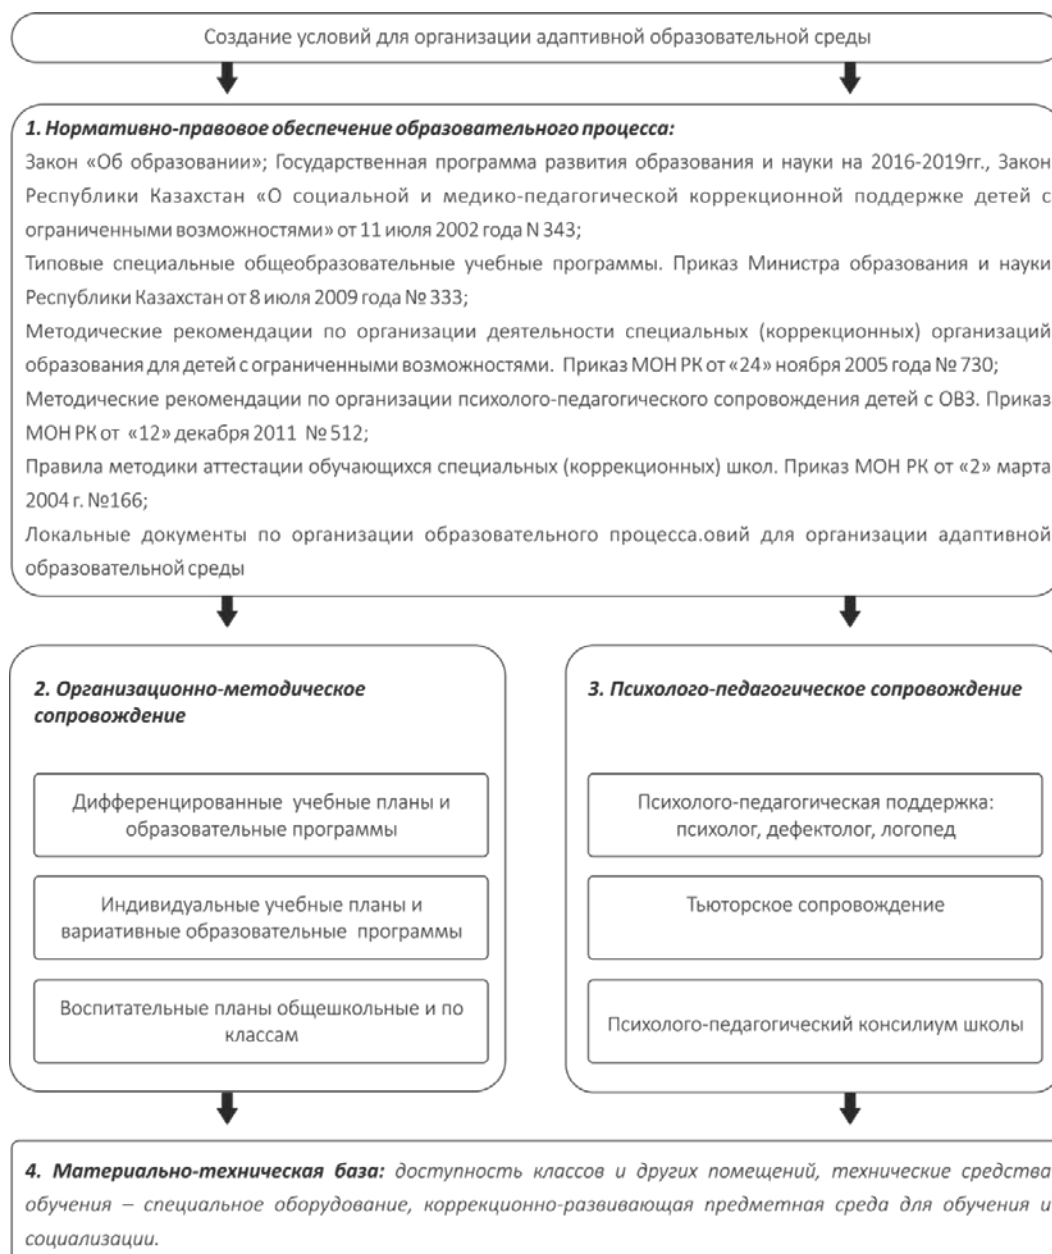 Создание условий для организации адаптивной образовательной среды
1. Нормативно-правовое обеспечение образовательного процесса:
Закон «Об образовании»; Государственная программа развития образования и науки на 2016-2019гг., Закон
Республики Казахстан «О социальной и медико-педагогической коррекционной поддержке детей с
ограниченными возможностями» от 11 июля 2002 года N 343;
Типовые специальные общеобразовательные учебные программы. Приказ Министра образования и науки
Республики Казахстан от 8 июля 2009 года № 333;
Методические рекомендации по организации деятельности специальных (коррекционных) организаций
образования для детей с ограниченными возможностями. Приказ МОН РК от «24» ноября 2005 года № 730;
Методические рекомендации по организации психолого-педагогического сопровождения детей с ОВЗ. Приказ
МОН РК от «12» декабря 2011 № 512;
Правила методики аттестации обучающихся специальных (коррекционных) школ. Приказ МОН РК от «2» марта
2004 г. №166;
Локальные документы по организации образовательного процесса.овий для организации адаптивной
образовательной среды
2. Организационно-методическое
сопровождение
Дифференцированные учебные планы и
образовательные программы
Индивидуальные учебные планы и
вариативные образовательные программы
Воспитательные планы общешкольные и по
классам
3. Психолого-педагогическое сопровождение
Психолого-педагогическая поддержка:
психолог, дефектолог, логопед
Тьюторское сопровождение
Психолого-педагогический консилиум школы
4. Материально-техническая база: доступность классов и других помещений, технические средства
обучения – специальное оборудование, коррекционно-развивающая предметная среда для обучения и
социализации.